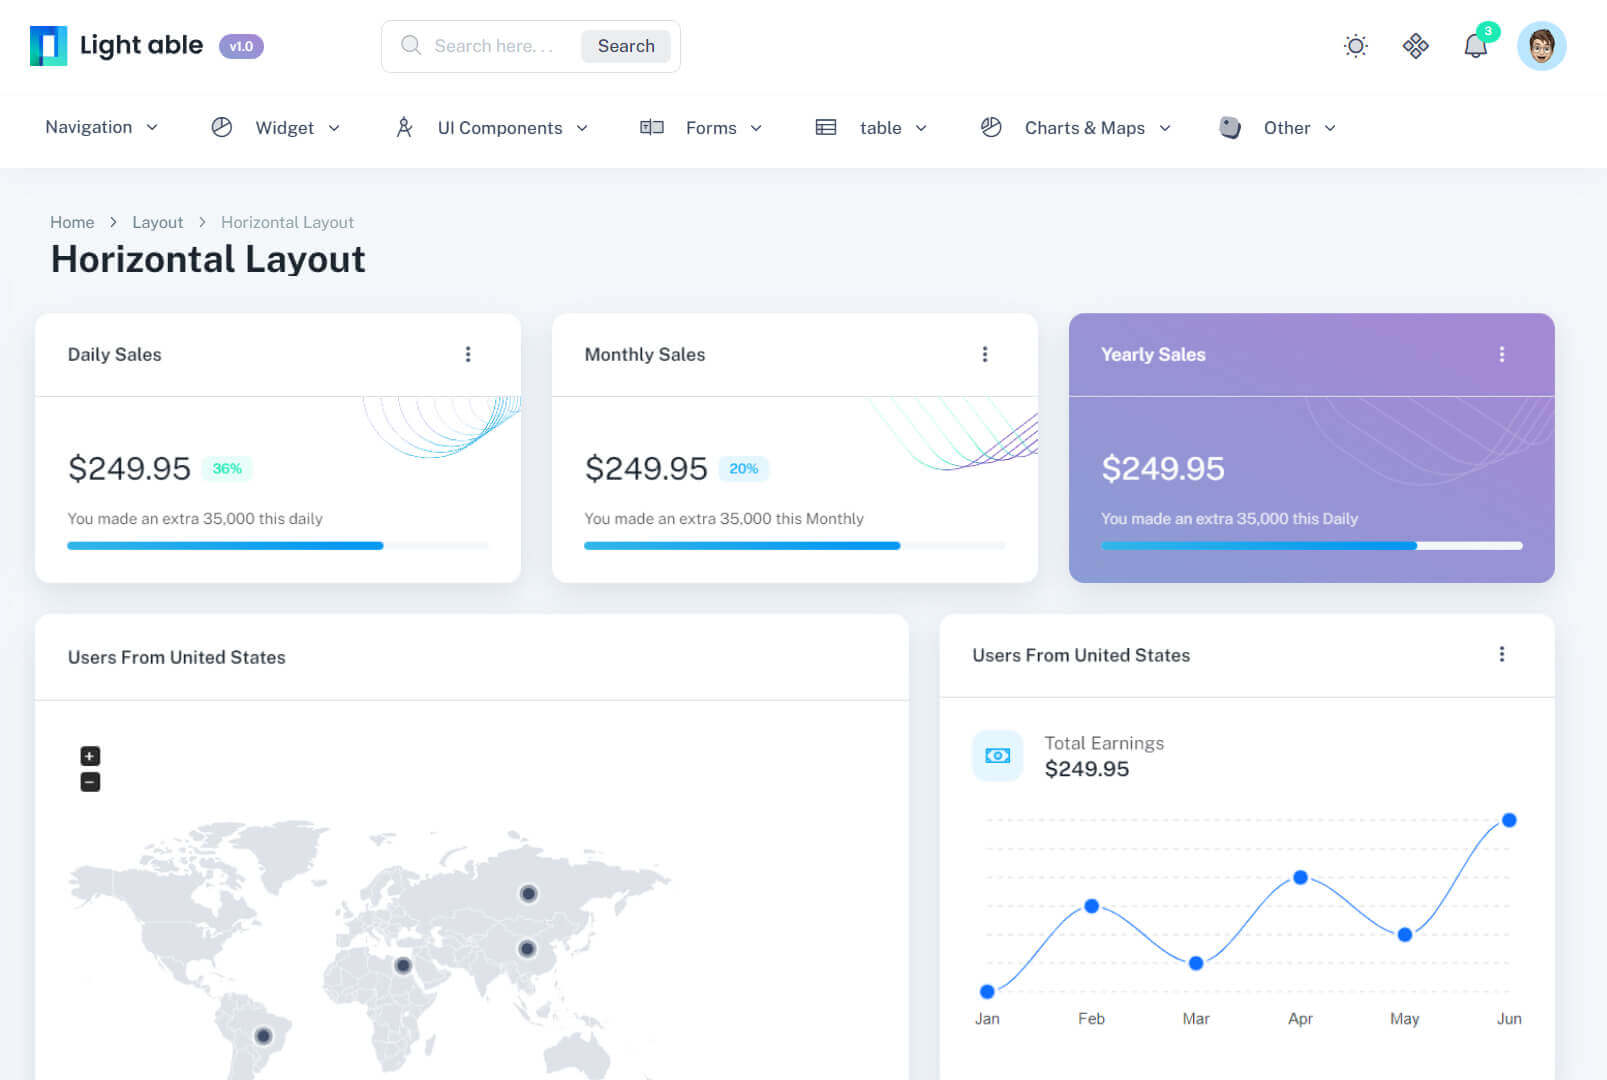 Light able v1.0 Search here. . . Search 3
Navigation Widget UI Components Forms table Charts & Maps Other
Home > Layout > Horizontal Layout
Horizontal Layout
Daily Sales
$249.95 36%
You made an extra 35,000 this daily
Monthly Sales
$249.95 20%
You made an extra 35,000 this Monthly
Yearly Sales
$249.95
You made an extra 35,000 this Daily
Users From United States
+
−
Users From United States
Total Earnings
$249.95
Jan Feb Mar Apr May Jun